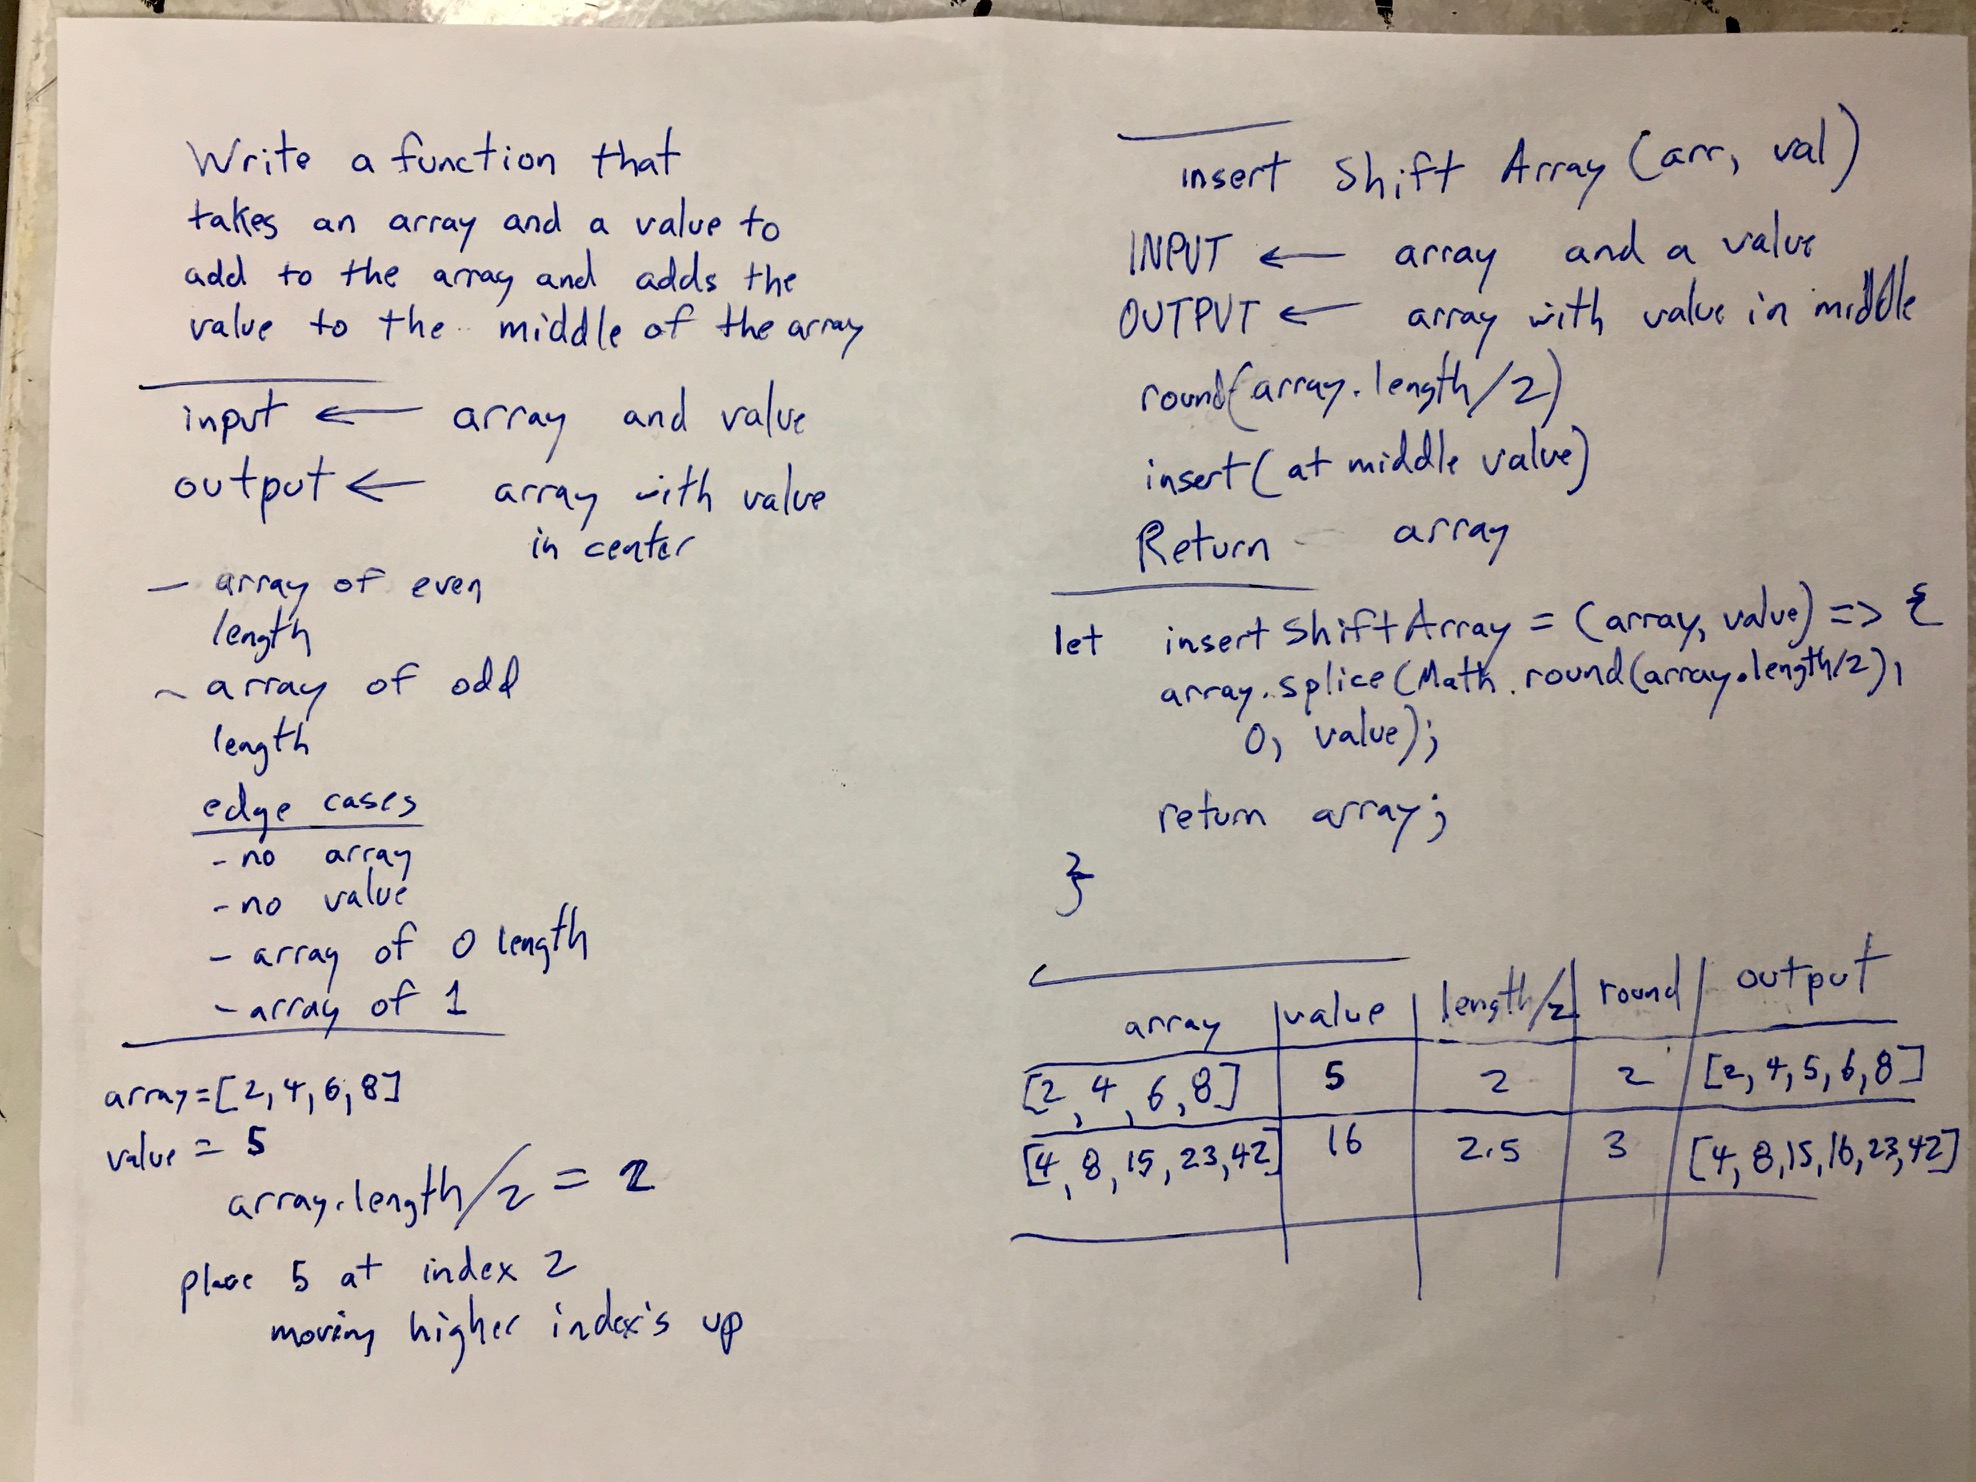 Write a function that
takes an array and a value to
add to the array and adds the
value to the middle of the array
input ← array and value
output ← array with value
in center
— array of even
length
~ array of odd
length
edge cases
- no array
- no value
- array of 0 length
- array of 1
array=[2,4,6,8]
value = 5
array.length/2 = 2
place 5 at index 2
moving higher index's up
insert Shift Array (arr, val)
INPUT ← array and a value
OUTPUT ← array with value in middle
round(array.length/2)
insert( at middle value)
Return array
let insertShiftArray = (array, value) => {
array.splice(Math.round(array.length/2),
0, value);
return array;
}
array | value | length/2 | round | output
[2,4,6,8] | 5 | 2 | 2 | [2,4,5,6,8]
[4,8,15,23,42] | 16 | 2.5 | 3 | [4,8,15,16,23,42]